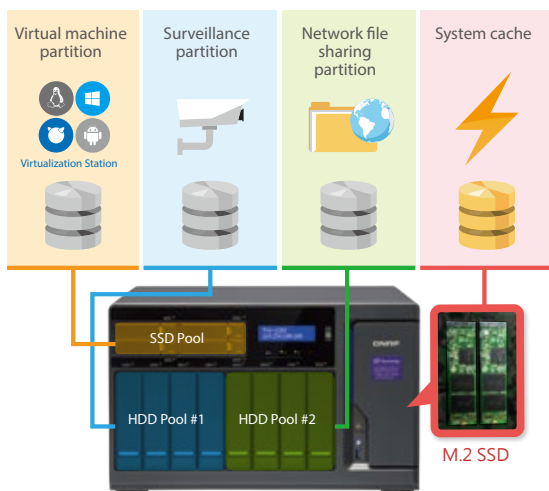 Virtual machine
partition
Surveillance
partition
Network file
sharing
partition
System cache
Virtualization Station
SSD Pool
QNAP
HDD Pool #1
HDD Pool #2
M.2 SSD